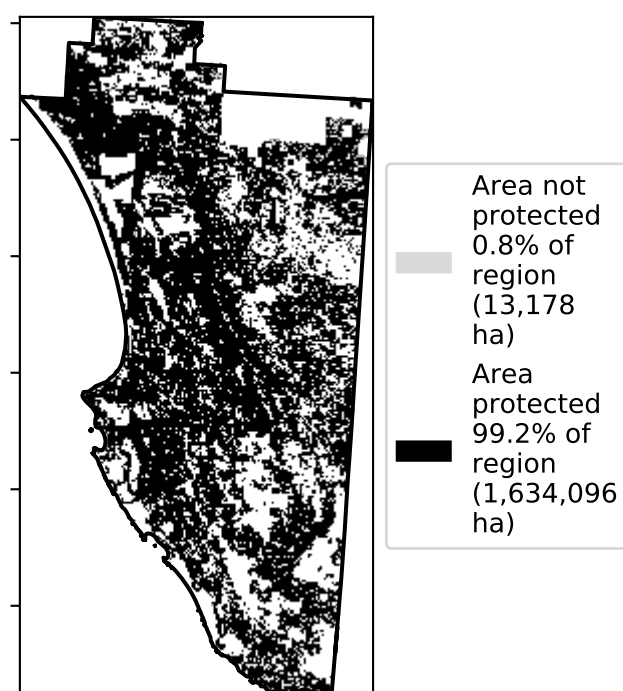 Area not
protected
0.8% of
region
(13,178
ha)
Area
protected
99.2% of
region
(1,634,096
ha)